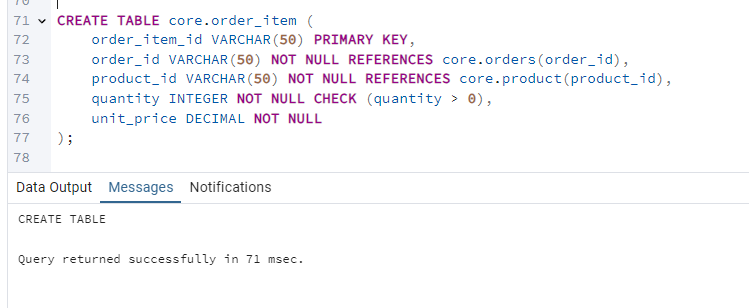 70
71 CREATE TABLE core.order_item (
72 order_item_id VARCHAR(50) PRIMARY KEY,
73 order_id VARCHAR(50) NOT NULL REFERENCES core.orders(order_id),
74 product_id VARCHAR(50) NOT NULL REFERENCES core.product(product_id),
75 quantity INTEGER NOT NULL CHECK (quantity > 0),
76 unit_price DECIMAL NOT NULL
77 );
78
Data Output Messages Notifications
CREATE TABLE
Query returned successfully in 71 msec.